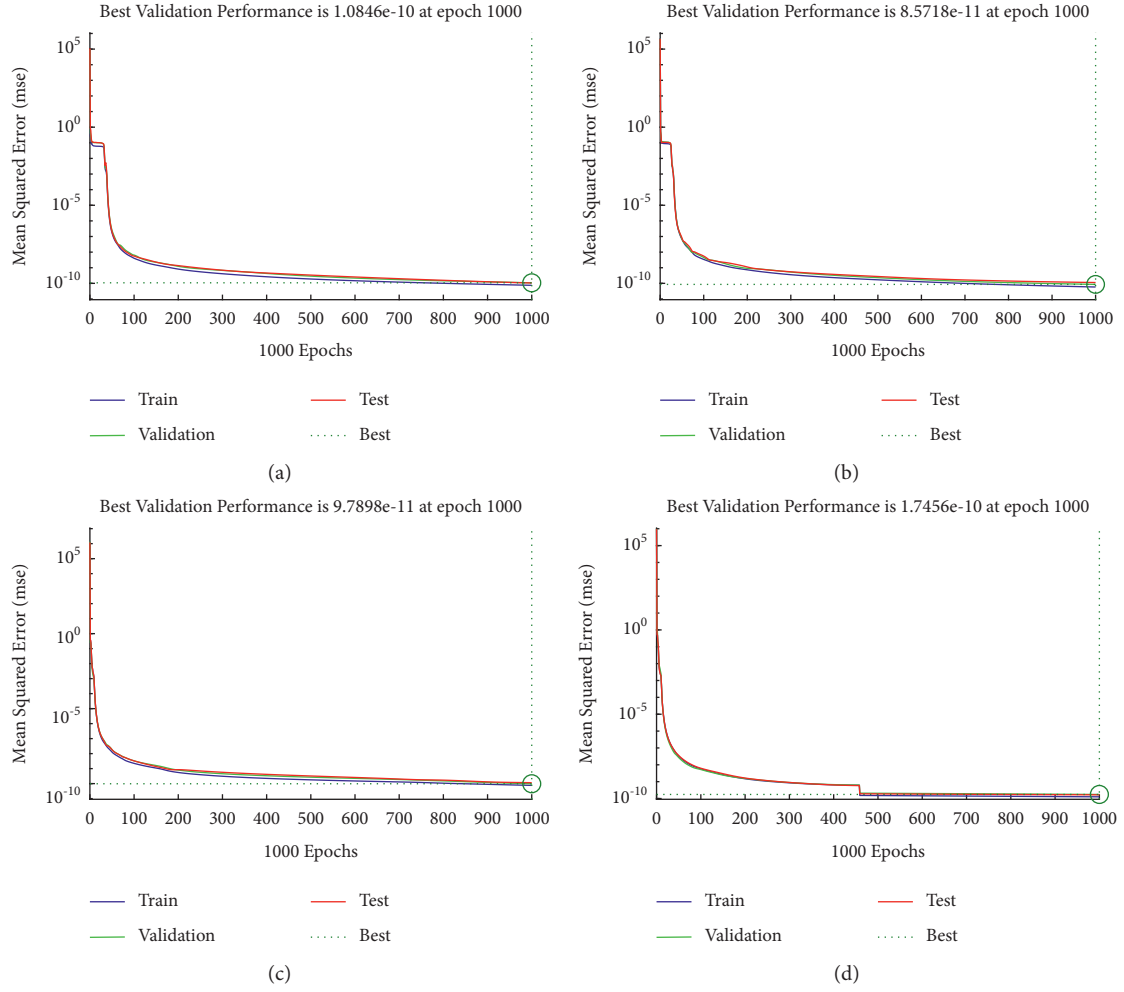 Best Validation Performance is 1.0846e-10 at epoch 1000
Mean Squared Error (mse)
10^5
10^0
10^-5
10^-10
0 100 200 300 400 500 600 700 800 900 1000
1000 Epochs
Train
Test
Validation
Best
(a)
Best Validation Performance is 8.5718e-11 at epoch 1000
Mean Squared Error (mse)
10^5
10^0
10^-5
10^-10
0 100 200 300 400 500 600 700 800 900 1000
1000 Epochs
Train
Test
Validation
Best
(b)
Best Validation Performance is 9.7898e-11 at epoch 1000
Mean Squared Error (mse)
10^5
10^0
10^-5
10^-10
0 100 200 300 400 500 600 700 800 900 1000
1000 Epochs
Train
Test
Validation
Best
(c)
Best Validation Performance is 1.7456e-10 at epoch 1000
Mean Squared Error (mse)
10^5
10^0
10^-5
10^-10
0 100 200 300 400 500 600 700 800 900 1000
1000 Epochs
Train
Test
Validation
Best
(d)